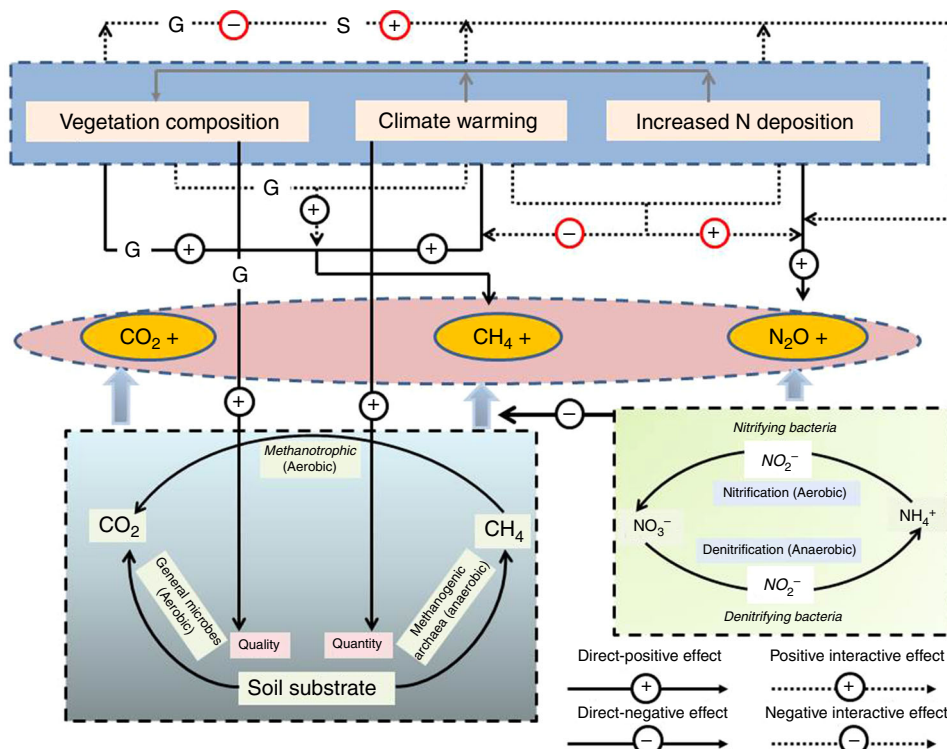 G − S +
Vegetation composition
Climate warming
Increased N deposition
G
+
G + +
− +
+
G
CO₂ +
CH₄ +
N₂O +
+ +
−
Methanotrophic
(Aerobic)
CO₂
CH₄
General microbes
(Aerobic)
Methanogenic
archaea (anaerobic)
Quality
Quantity
Soil substrate
Nitrifying bacteria
NO₂⁻
Nitrification (Aerobic)
NO₃⁻
NH₄⁺
Denitrification (Anaerobic)
NO₂⁻
Denitrifying bacteria
Direct-positive effect
+
Direct-negative effect
−
Positive interactive effect
+
Negative interactive effect
−